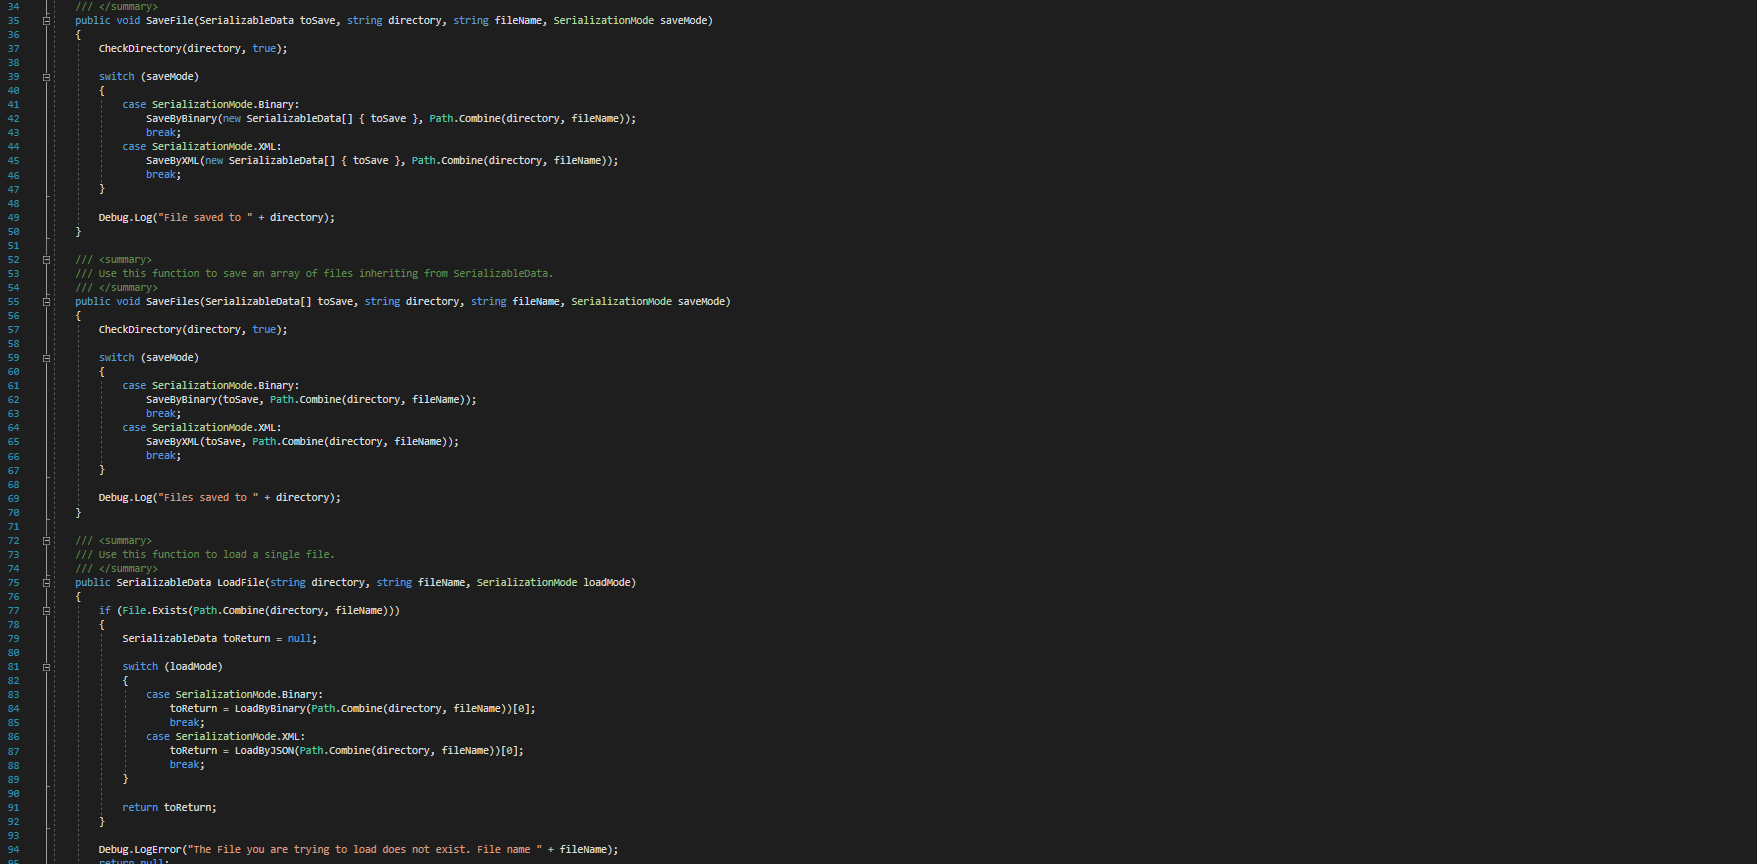 34 /// </summary>
35 public void SaveFile(SerializableData toSave, string directory, string fileName, SerializationMode saveMode)
36 {
37 CheckDirectory(directory, true);
38
39 switch (saveMode)
40 {
41 case SerializationMode.Binary:
42 SaveByBinary(new SerializableData[] { toSave }, Path.Combine(directory, fileName));
43 break;
44 case SerializationMode.XML:
45 SaveByXML(new SerializableData[] { toSave }, Path.Combine(directory, fileName));
46 break;
47 }
48
49 Debug.Log("File saved to " + directory);
50 }
51
52 /// <summary>
53 /// Use this function to save an array of files inheriting from SerializableData.
54 /// </summary>
55 public void SaveFiles(SerializableData[] toSave, string directory, string fileName, SerializationMode saveMode)
56 {
57 CheckDirectory(directory, true);
58
59 switch (saveMode)
60 {
61 case SerializationMode.Binary:
62 SaveByBinary(toSave, Path.Combine(directory, fileName));
63 break;
64 case SerializationMode.XML:
65 SaveByXML(toSave, Path.Combine(directory, fileName));
66 break;
67 }
68
69 Debug.Log("Files saved to " + directory);
70 }
71
72 /// <summary>
73 /// Use this function to load a single file.
74 /// </summary>
75 public SerializableData LoadFile(string directory, string fileName, SerializationMode loadMode)
76 {
77 if (File.Exists(Path.Combine(directory, fileName)))
78 {
79 SerializableData toReturn = null;
80
81 switch (loadMode)
82 {
83 case SerializationMode.Binary:
84 toReturn = LoadByBinary(Path.Combine(directory, fileName))[0];
85 break;
86 case SerializationMode.XML:
87 toReturn = LoadByJSON(Path.Combine(directory, fileName))[0];
88 break;
89 }
90
91 return toReturn;
92 }
93
94 Debug.LogError("The File you are trying to load does not exist. File name " + fileName);
95 return null;